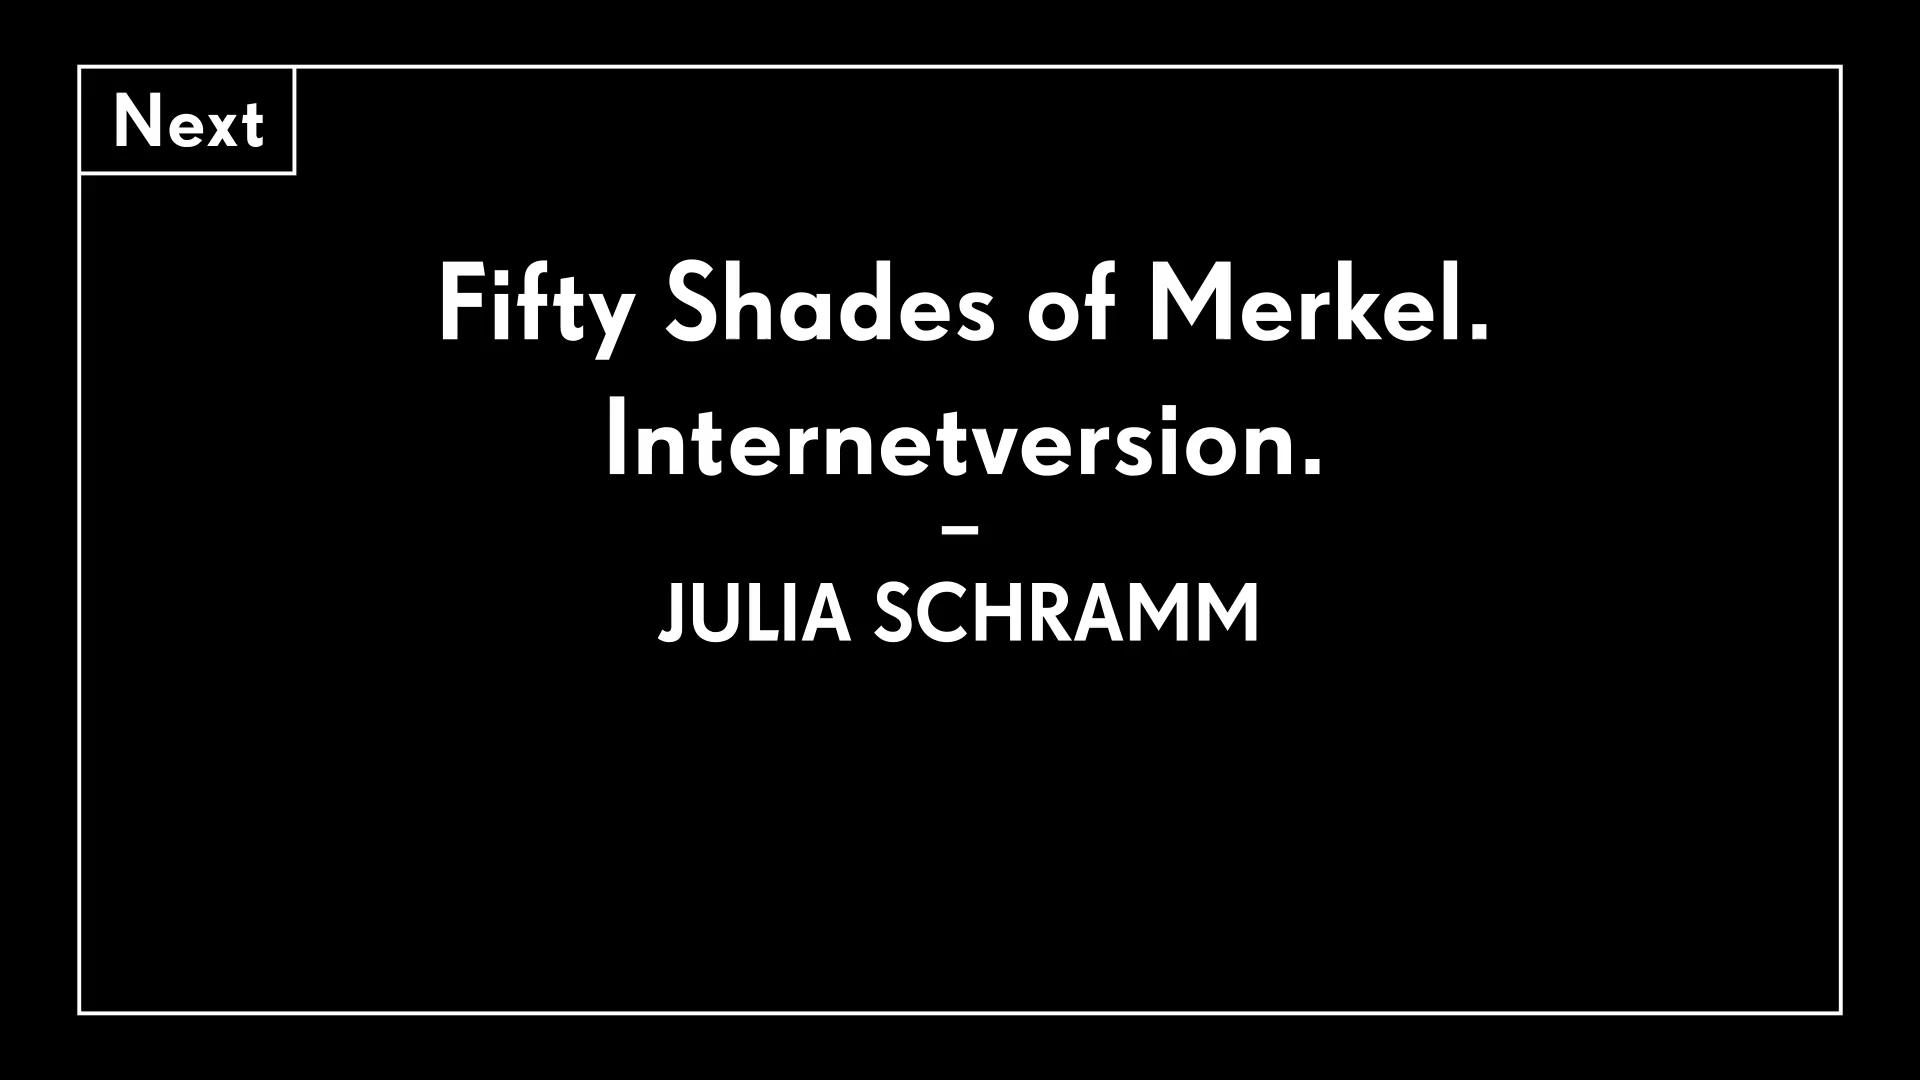 Next
Fifty Shades of Merkel.
Internetversion.
–
JULIA SCHRAMM